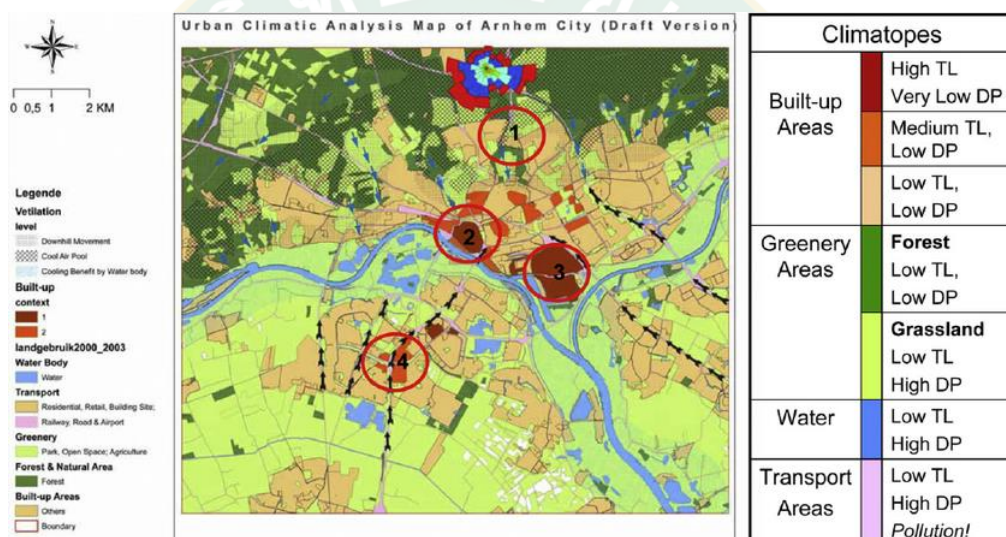 Urban Climatic Analysis Map of Arnhem City (Draft Version)
N
W
E
S
0 0,5 1 2 KM
Legende
Vetilation
level
Downhill Movement
Cool Air Pool
Cooling Benefit by Water body
Built-up
context
1
2
landgebruik2000_2003
Water Body
Water
Transport
Residential, Retail, Building Site;
Railway, Road & Airport
Greenery
Park, Open Space; Agriculture
Forest & Natural Area
Forest
Built-up Areas
Others
Boundary
1
2
3
4
Climatopes
Built-up
Areas
High TL
Very Low DP
Medium TL,
Low DP
Low TL,
Low DP
Greenery
Areas
Forest
Low TL,
Low DP
Grassland
Low TL
High DP
Water
Low TL
High DP
Transport
Areas
Low TL
High DP
Pollution!